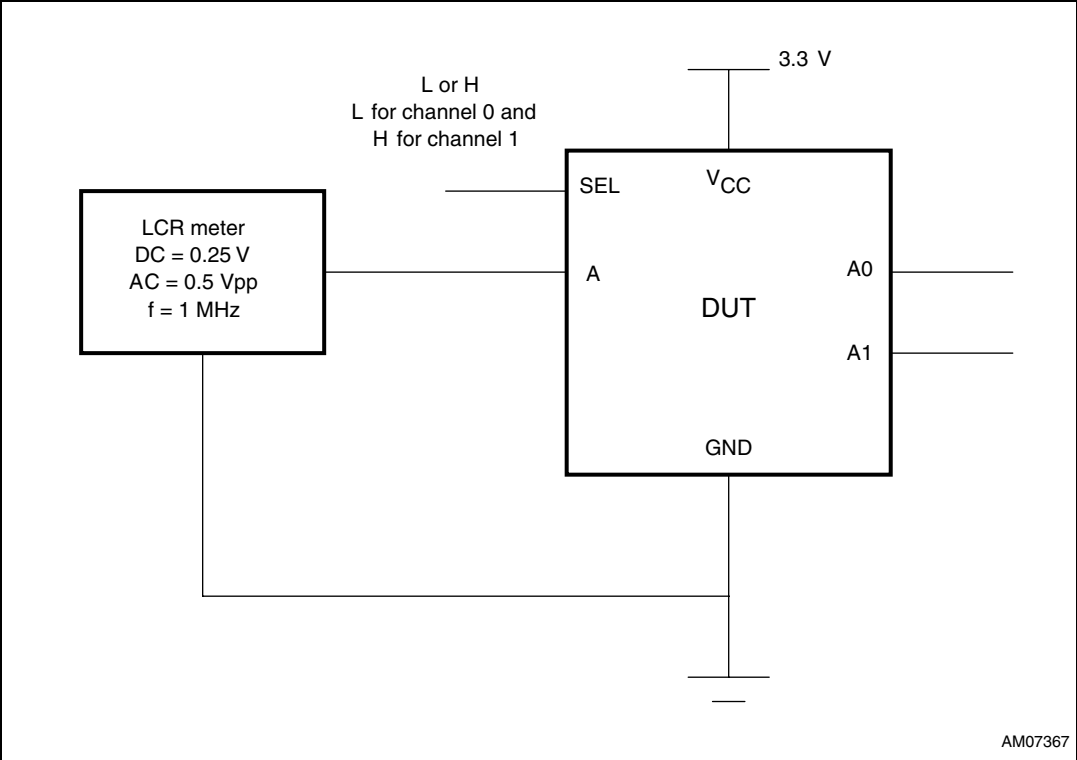 3.3 V
L or H
L for channel 0 and
H for channel 1
SEL
VCC
LCR meter
DC = 0.25 V
AC = 0.5 Vpp
f = 1 MHz
A
A0
DUT
A1
GND
AM07367